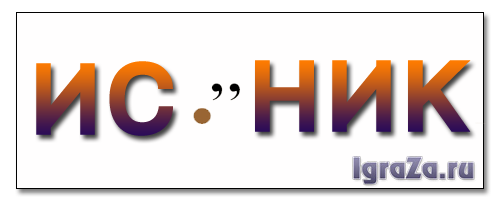 ИС . ,, НИК
IgraZa.ru